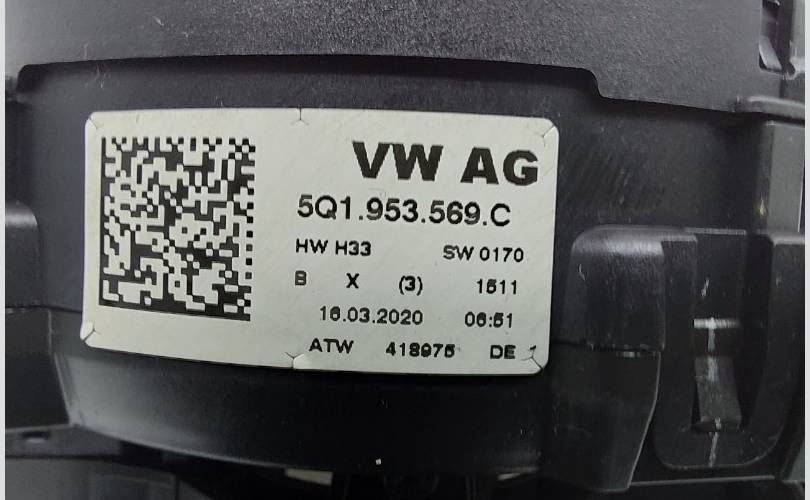 VW AG
5Q1.953.569.C
HW H33 SW 0170
B X (3) 1511
16.03.2020 06:51
ATW 418975 DE